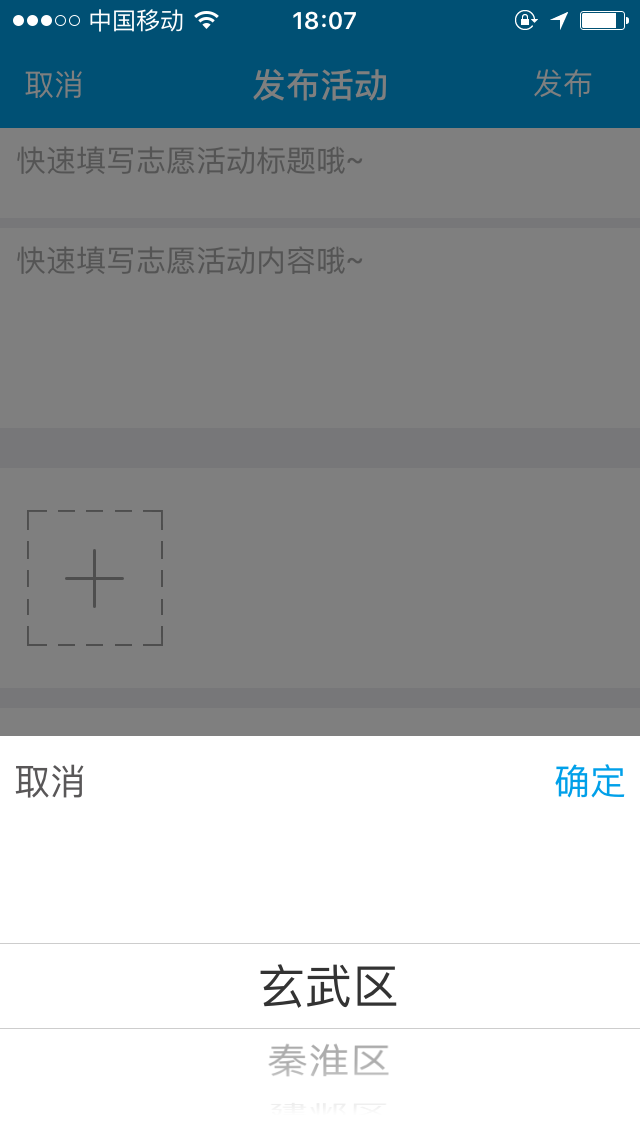 中国移动 18:07
取消 发布活动 发布
快速填写志愿活动标题哦~
快速填写志愿活动内容哦~
取消 确定
玄武区
秦淮区